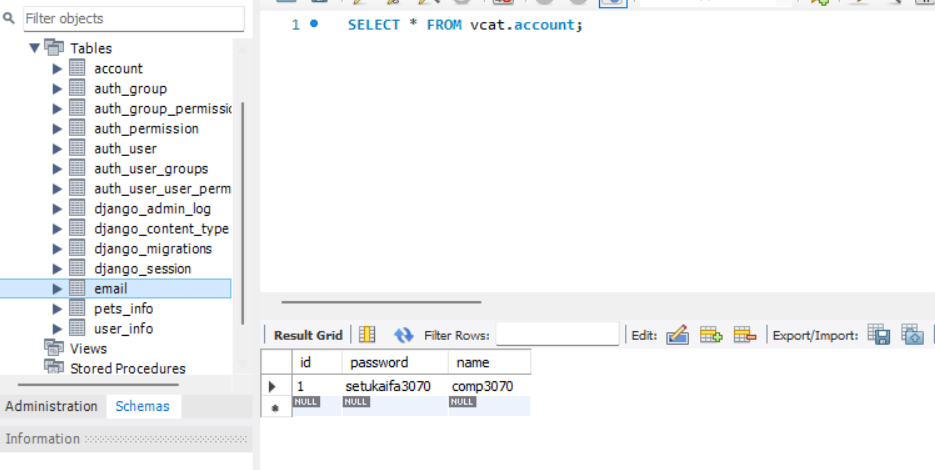 Filter objects
Tables
account
auth_group
auth_group_permissic
auth_permission
auth_user
auth_user_groups
auth_user_user_perm
django_admin_log
django_content_type
django_migrations
django_session
email
pets_info
user_info
Views
Stored Procedures
Administration Schemas
Information
1 SELECT * FROM vcat.account;
Result Grid Filter Rows: Edit: Export/Import:
id password name
1 setukaifa3070 comp3070
NULL NULL NULL